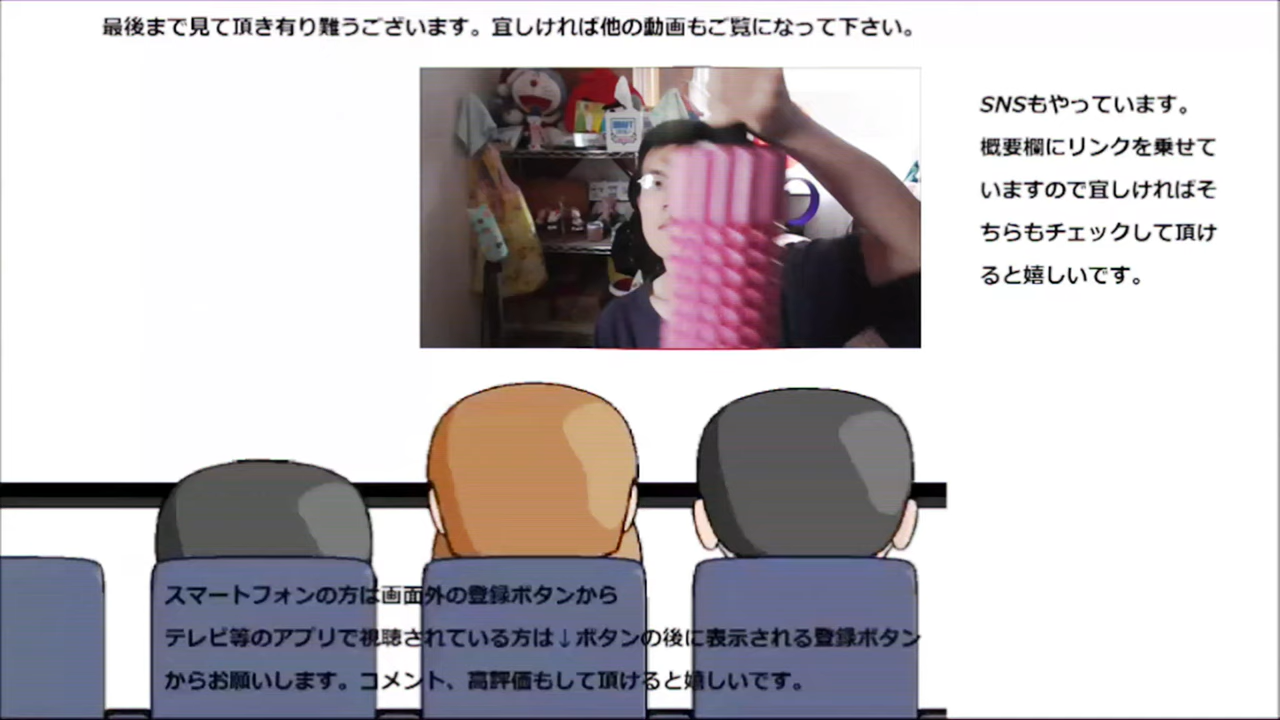 最後まで見て頂き有り難うございます。宜しければ他の動画もご覧になって下さい。
SNSもやっています。
概要欄にリンクを乗せて
いますので宜しければそ
ちらもチェックして頂け
ると嬉しいです。
スマートフォンの方は画面外の登録ボタンから
テレビ等のアプリで視聴されている方は↓ボタンの後に表示される登録ボタン
からお願いします。コメント、高評価もして頂けると嬉しいです。